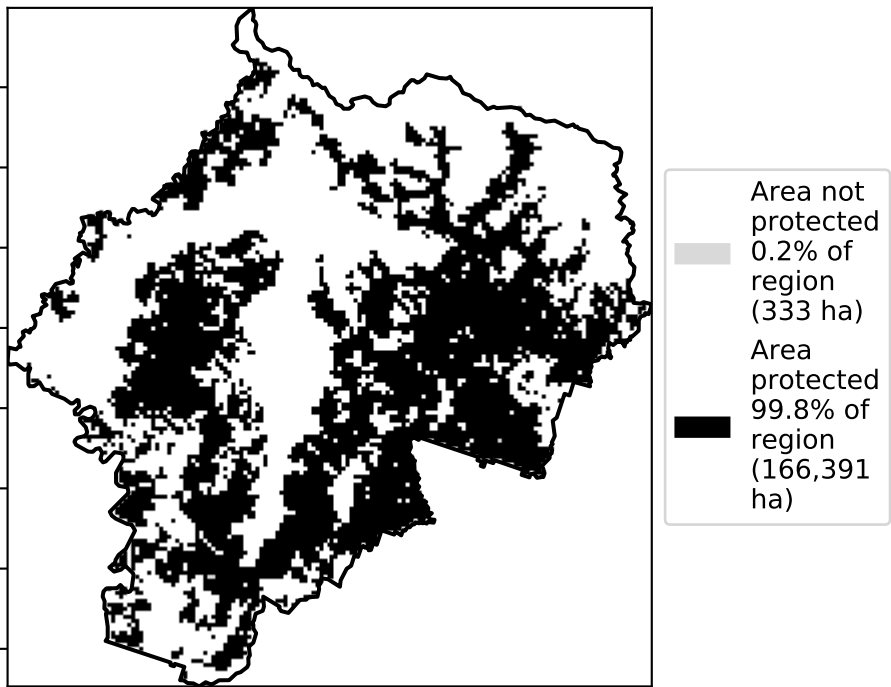 Area not
protected
0.2% of
region
(333 ha)
Area
protected
99.8% of
region
(166,391
ha)